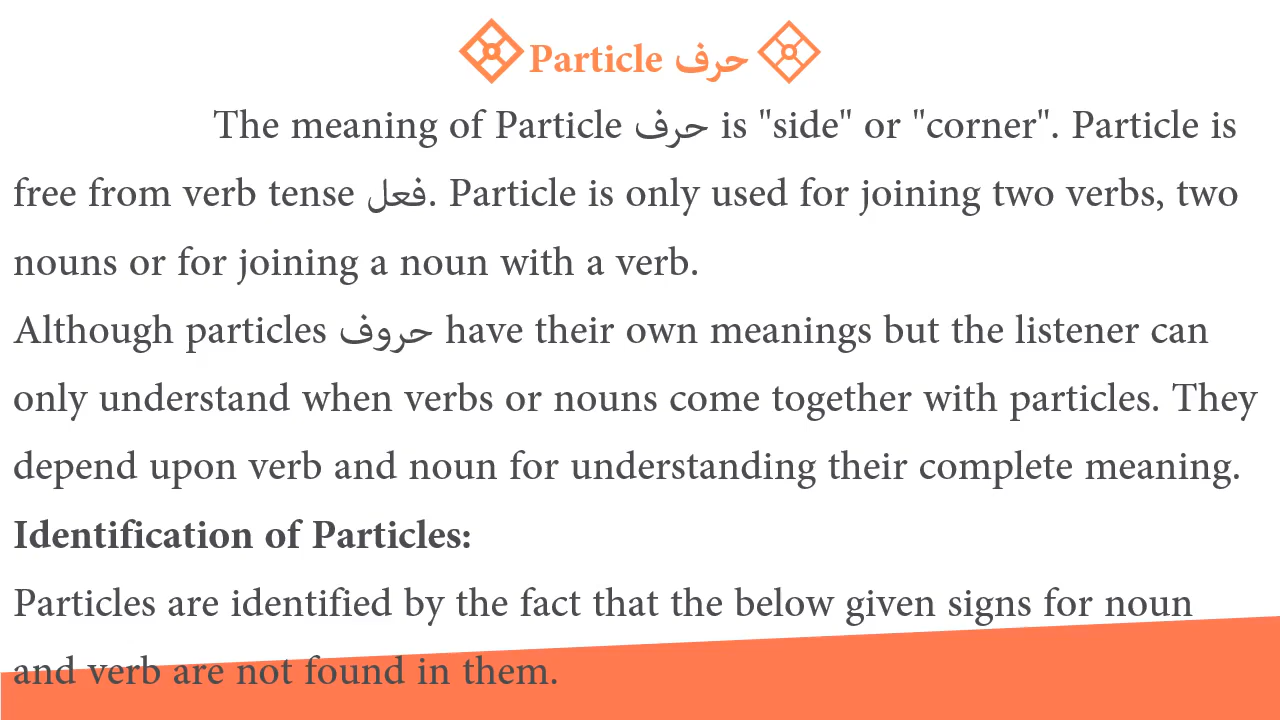 Particle حرف
The meaning of Particle حرف is "side" or "corner". Particle is
free from verb tense فعل. Particle is only used for joining two verbs, two
nouns or for joining a noun with a verb.
Although particles حروف have their own meanings but the listener can
only understand when verbs or nouns come together with particles. They
depend upon verb and noun for understanding their complete meaning.
Identification of Particles:
Particles are identified by the fact that the below given signs for noun
and verb are not found in them.